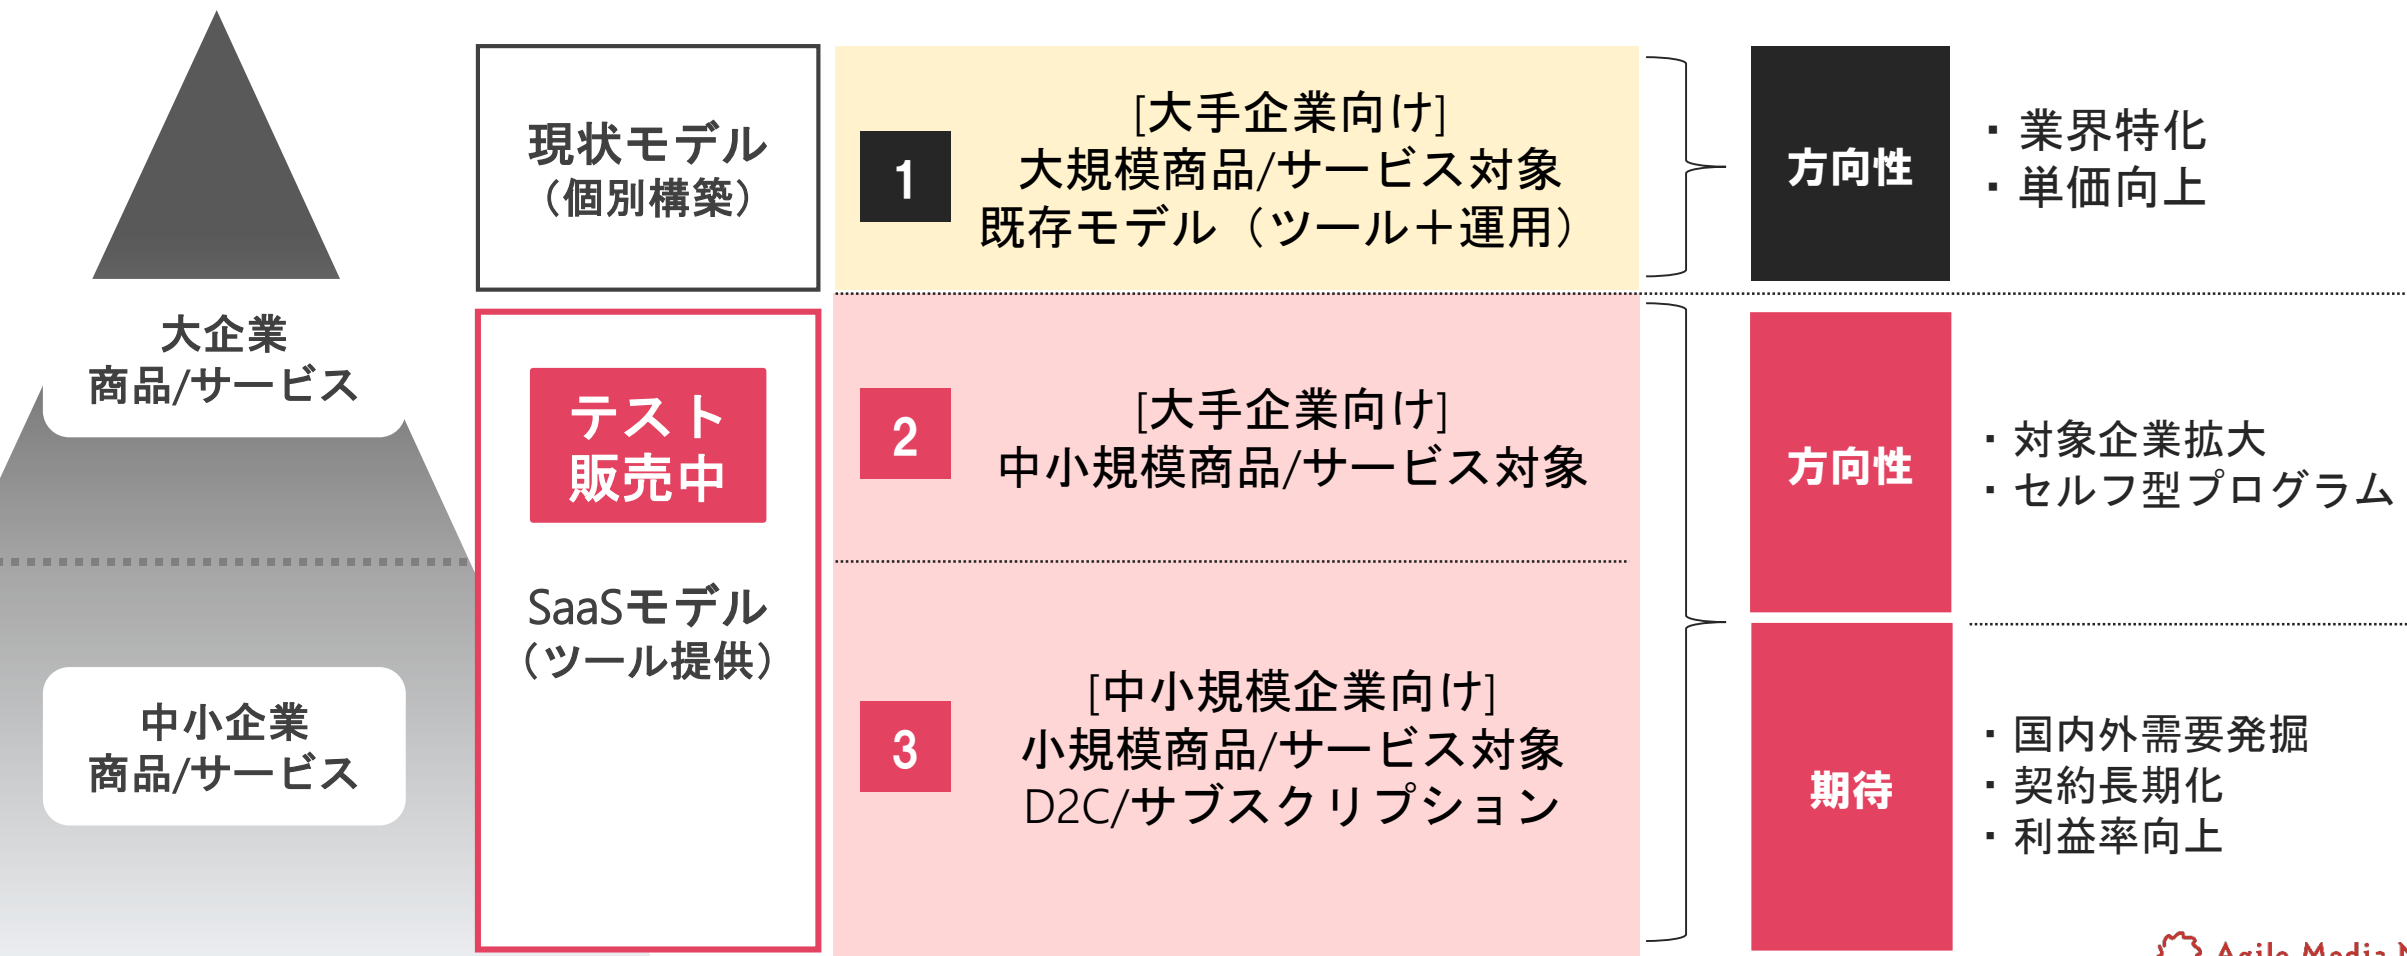 大企業
商品/サービス
中小企業
商品/サービス
現状モデル
（個別構築）
テスト
販売中
SaaSモデル
（ツール提供）
1
[大手企業向け]
大規模商品/サービス対象
既存モデル（ツール＋運用）
2
[大手企業向け]
中小規模商品/サービス対象
3
[中小規模企業向け]
小規模商品/サービス対象
D2C/サブスクリプション
方向性
・業界特化
・単価向上
方向性
・対象企業拡大
・セルフ型プログラム
期待
・国内外需要発掘
・契約長期化
・利益率向上
Agile Media